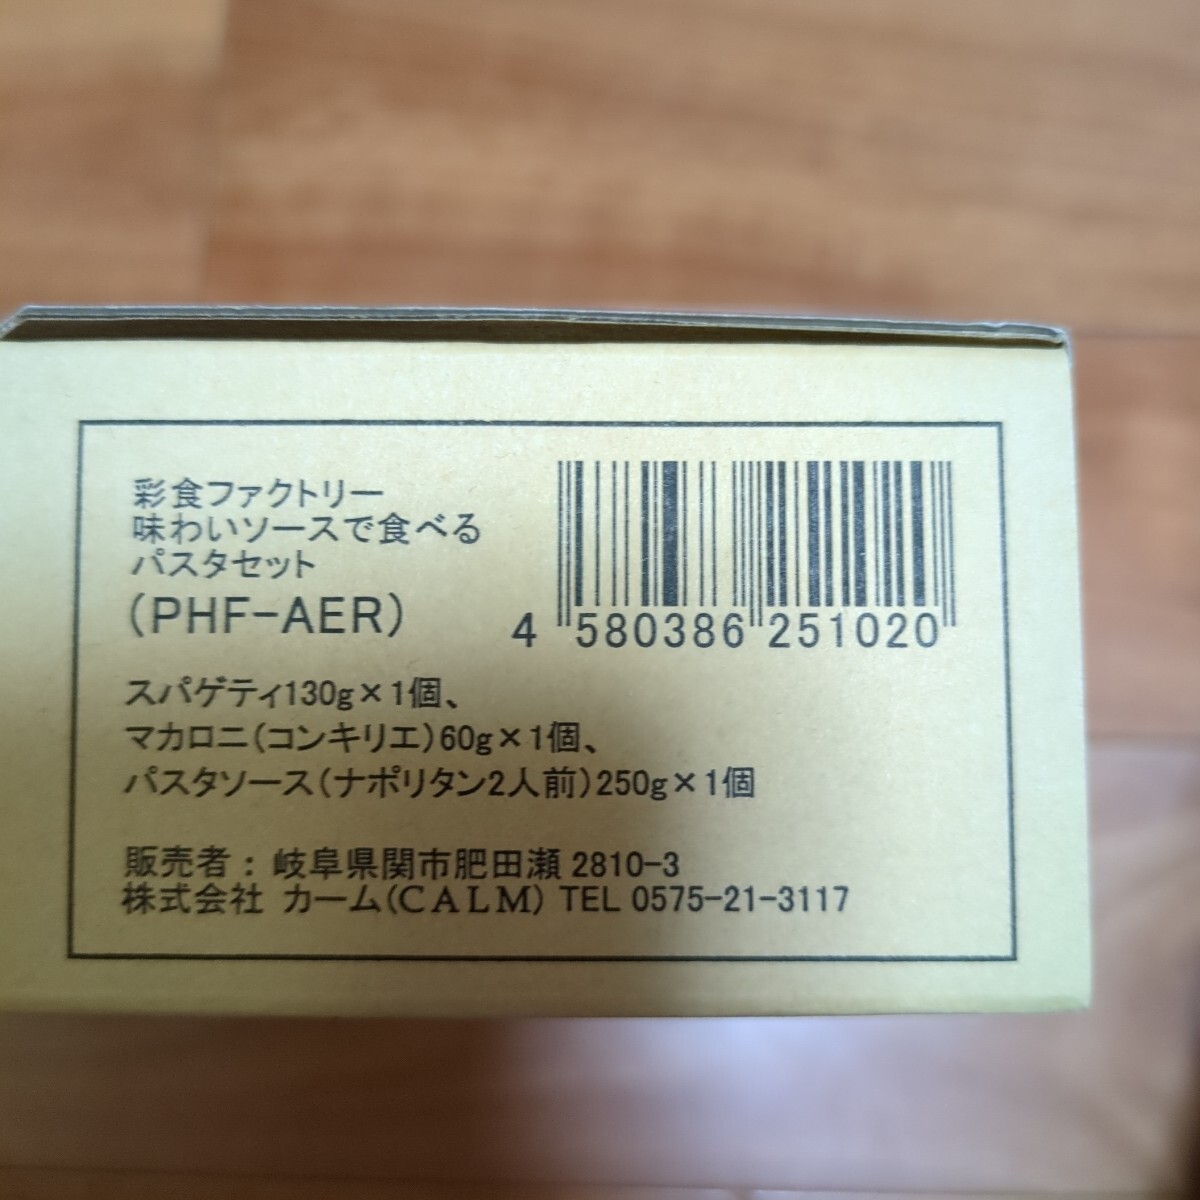 彩食ファクトリー
味わいソースで食べる
パスタセット
(PHF-AER)
4 580386 251020
スパゲティ130g×1個、
マカロニ(コンキリエ)60g×1個、
パスタソース(ナポリタン2人前)250g×1個
販売者：岐阜県関市肥田瀬 2810-3
株式会社 カーム(CALM) TEL 0575-21-3117